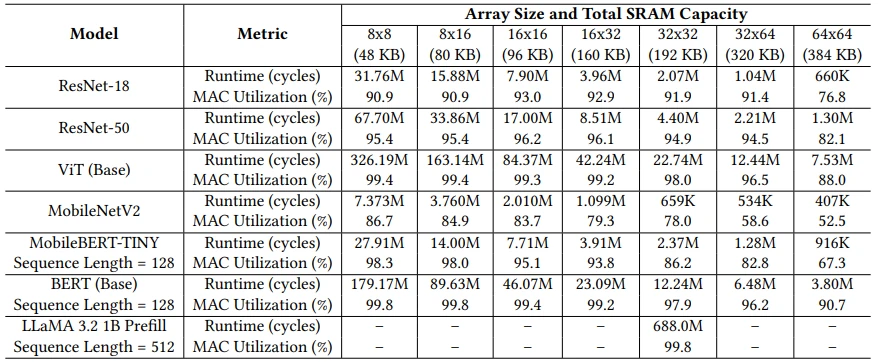 Model Metric Array Size and Total SRAM Capacity
8x8 8x16 16x16 16x32 32x32 32x64 64x64
(48 KB) (80 KB) (96 KB) (160 KB) (192 KB) (320 KB) (384 KB)
ResNet-18 Runtime (cycles) 31.76M 15.88M 7.90M 3.96M 2.07M 1.04M 660K
MAC Utilization (%) 90.9 90.9 93.0 92.9 91.9 91.4 76.8
ResNet-50 Runtime (cycles) 67.70M 33.86M 17.00M 8.51M 4.40M 2.21M 1.30M
MAC Utilization (%) 95.4 95.4 96.2 96.1 94.9 94.5 82.1
ViT (Base) Runtime (cycles) 326.19M 163.14M 84.37M 42.24M 22.74M 12.44M 7.53M
MAC Utilization (%) 99.4 99.4 99.3 99.2 98.0 96.5 88.0
MobileNetV2 Runtime (cycles) 7.373M 3.760M 2.010M 1.099M 659K 534K 407K
MAC Utilization (%) 86.7 84.9 83.7 79.3 78.0 58.6 52.5
MobileBERT-TINY Runtime (cycles) 27.91M 14.00M 7.71M 3.91M 2.37M 1.28M 916K
Sequence Length = 128 MAC Utilization (%) 98.3 98.0 95.1 93.8 86.2 82.8 67.3
BERT (Base) Runtime (cycles) 179.17M 89.63M 46.07M 23.09M 12.24M 6.48M 3.80M
Sequence Length = 128 MAC Utilization (%) 99.8 99.8 99.4 99.2 97.9 96.2 90.7
LLaMA 3.2 1B Prefill Runtime (cycles) – – – – 688.0M – –
Sequence Length = 512 MAC Utilization (%) – – – – 99.8 – –